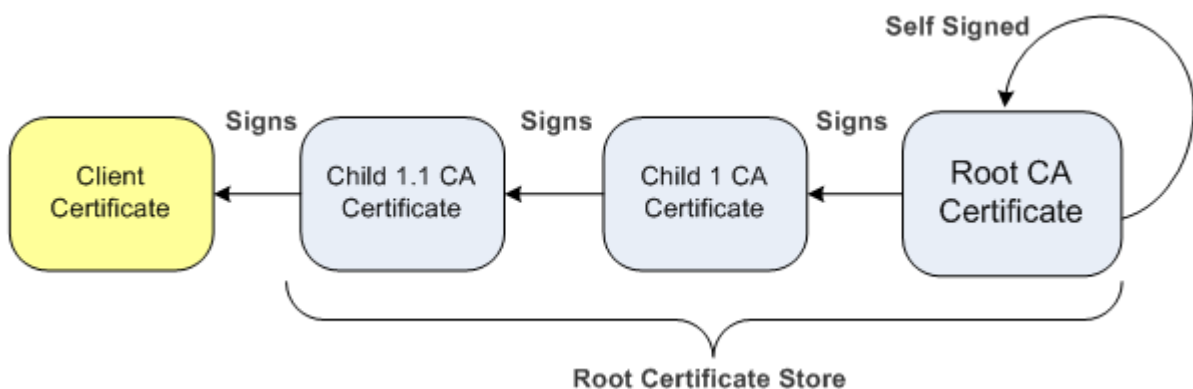 Self Signed
Signs
Signs
Signs
Client
Certificate
Child 1.1 CA
Certificate
Child 1 CA
Certificate
Root CA
Certificate
Root Certificate Store